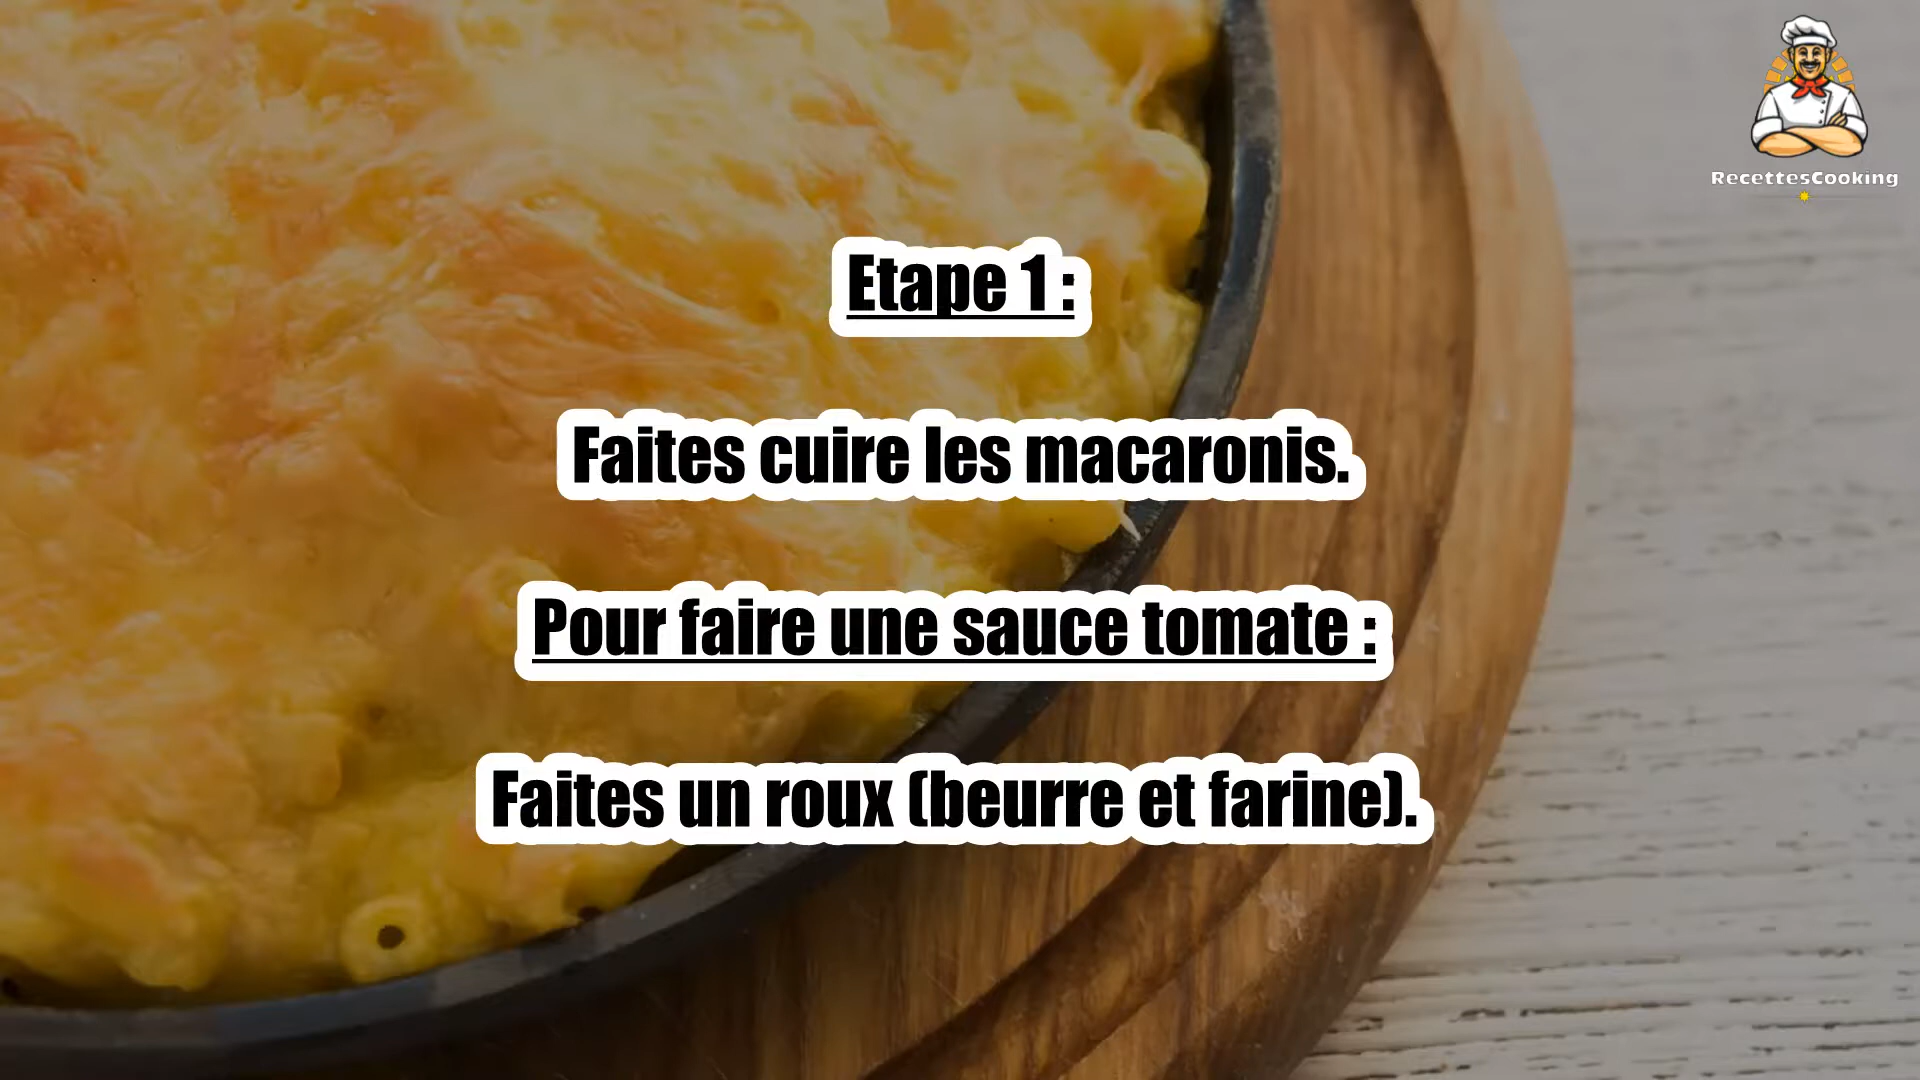 RecettesCooking
Etape 1 :
Faites cuire les macaronis.
Pour faire une sauce tomate :
Faites un roux (beurre et farine).